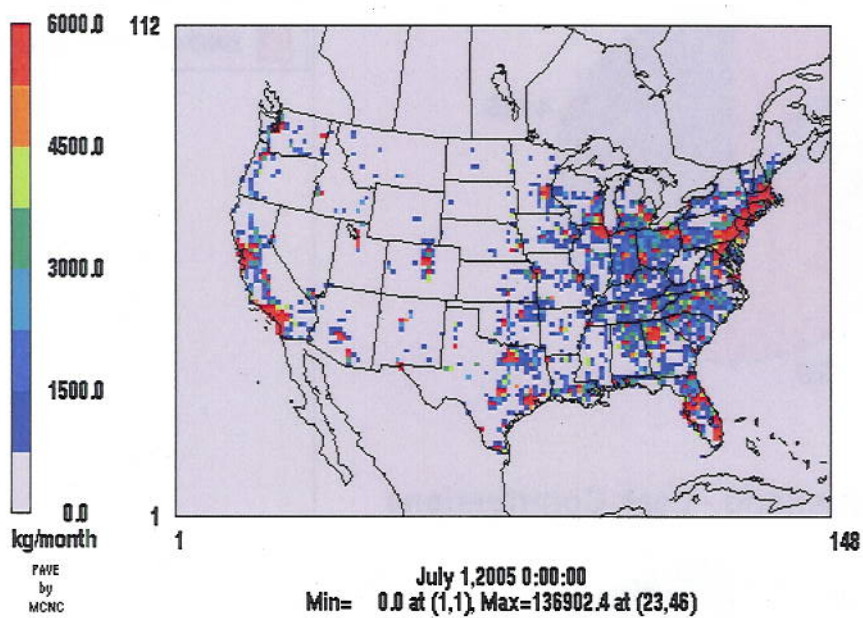 6000.0
4500.0
3000.0
1500.0
0.0
kg/month
PAVE
by
MCNC
112
1
1
148
July 1,2005 0:00:00
Min= 0.0 at (1,1), Max=136902.4 at (23,46)